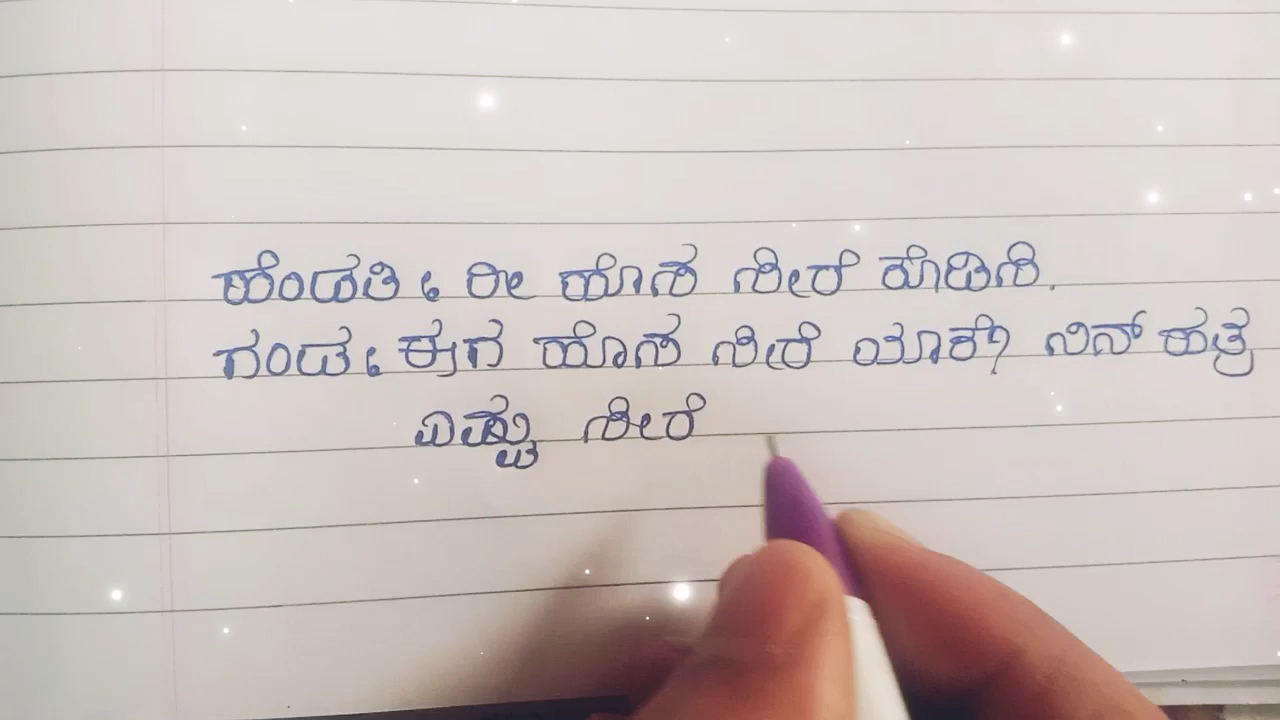 ಹೆಂಡತಿ : ರೀ ಹೊಸ ಸೀರೆ ಕೊಡಿಸಿ.
ಗಂಡ : ಈಗ ಹೊಸ ಸೀರೆ ಯಾಕೆ? ನಿನ್ ಹತ್ರ
ಎಷ್ಟು ಸೀರೆ